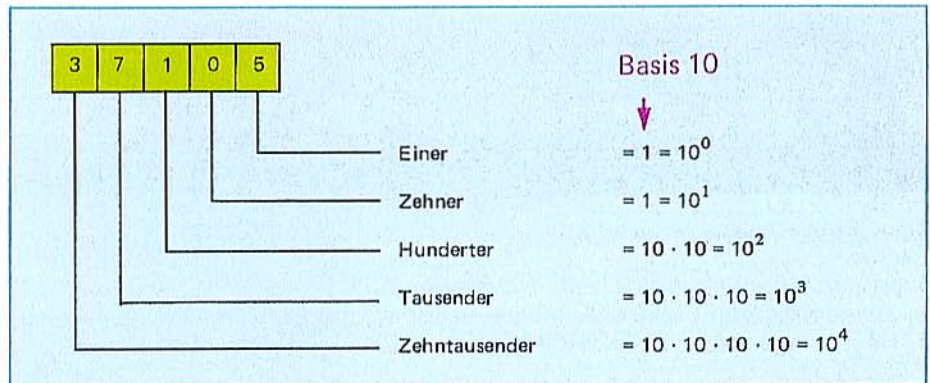 3 7 1 0 5
Basis 10
Einer = 1 = 10⁰
Zehner = 1 = 10¹
Hunderter = 10 · 10 = 10²
Tausender = 10 · 10 · 10 = 10³
Zehntausender = 10 · 10 · 10 · 10 = 10⁴